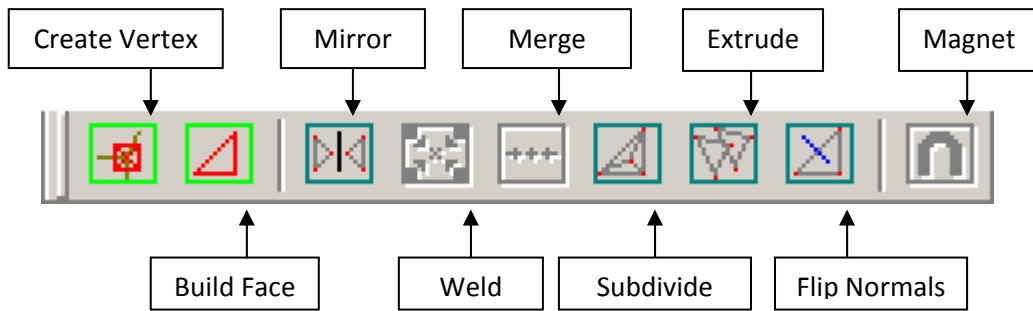 Create Vertex
Mirror
Merge
Extrude
Magnet
Build Face
Weld
Subdivide
Flip Normals